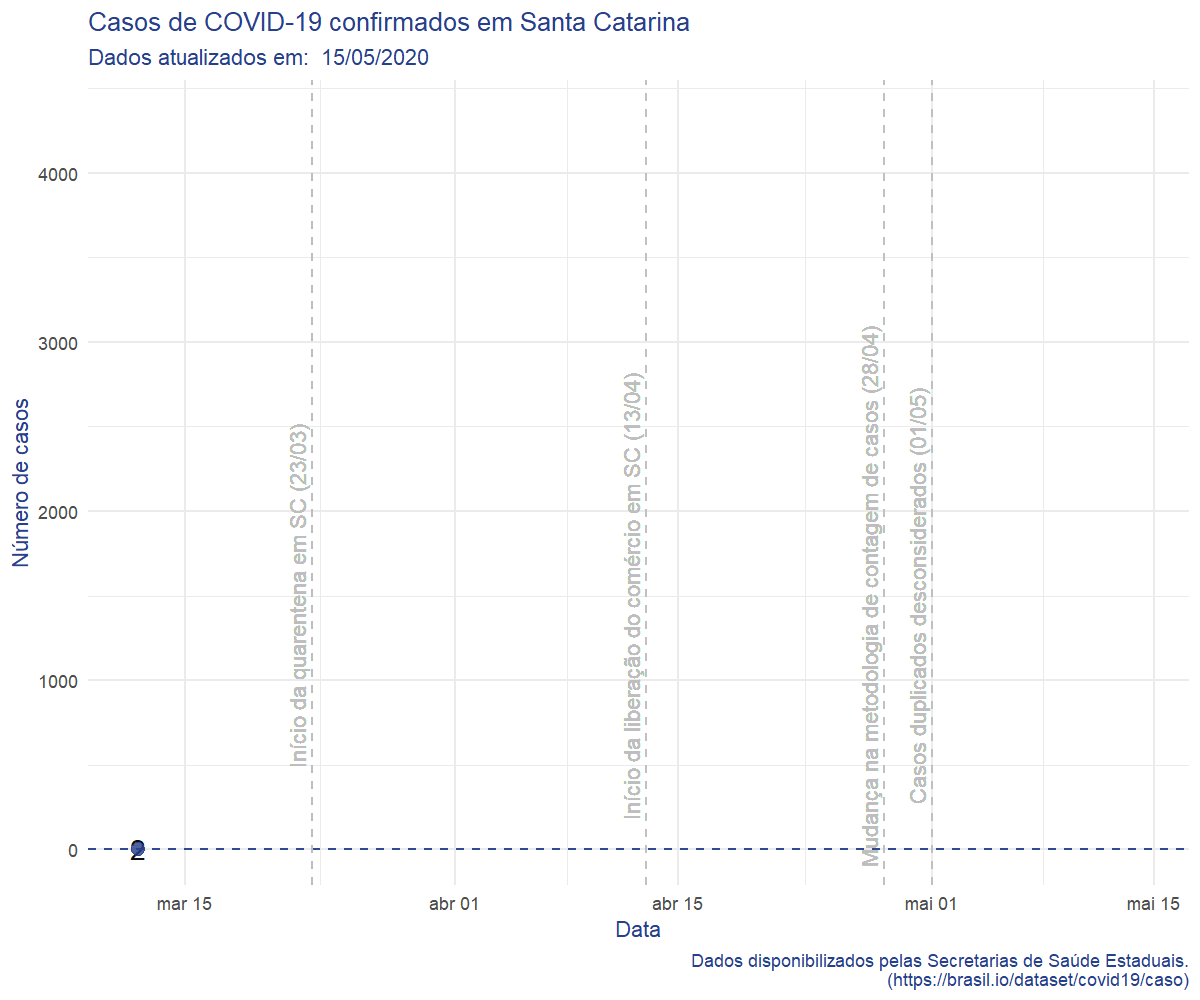 Casos de COVID-19 confirmados em Santa Catarina
Dados atualizados em:  15/05/2020
Número de casos
4000
3000
2000
1000
0
Início da quarentena em SC (23/03)
Início da liberação do comércio em SC (13/04)
Mudança na metodologia de contagem de casos (28/04)
Casos duplicados desconsiderados (01/05)
2
mar 15
abr 01
abr 15
mai 01
mai 15
Data
Dados disponibilizados pelas Secretarias de Saúde Estaduais.
(https://brasil.io/dataset/covid19/caso)